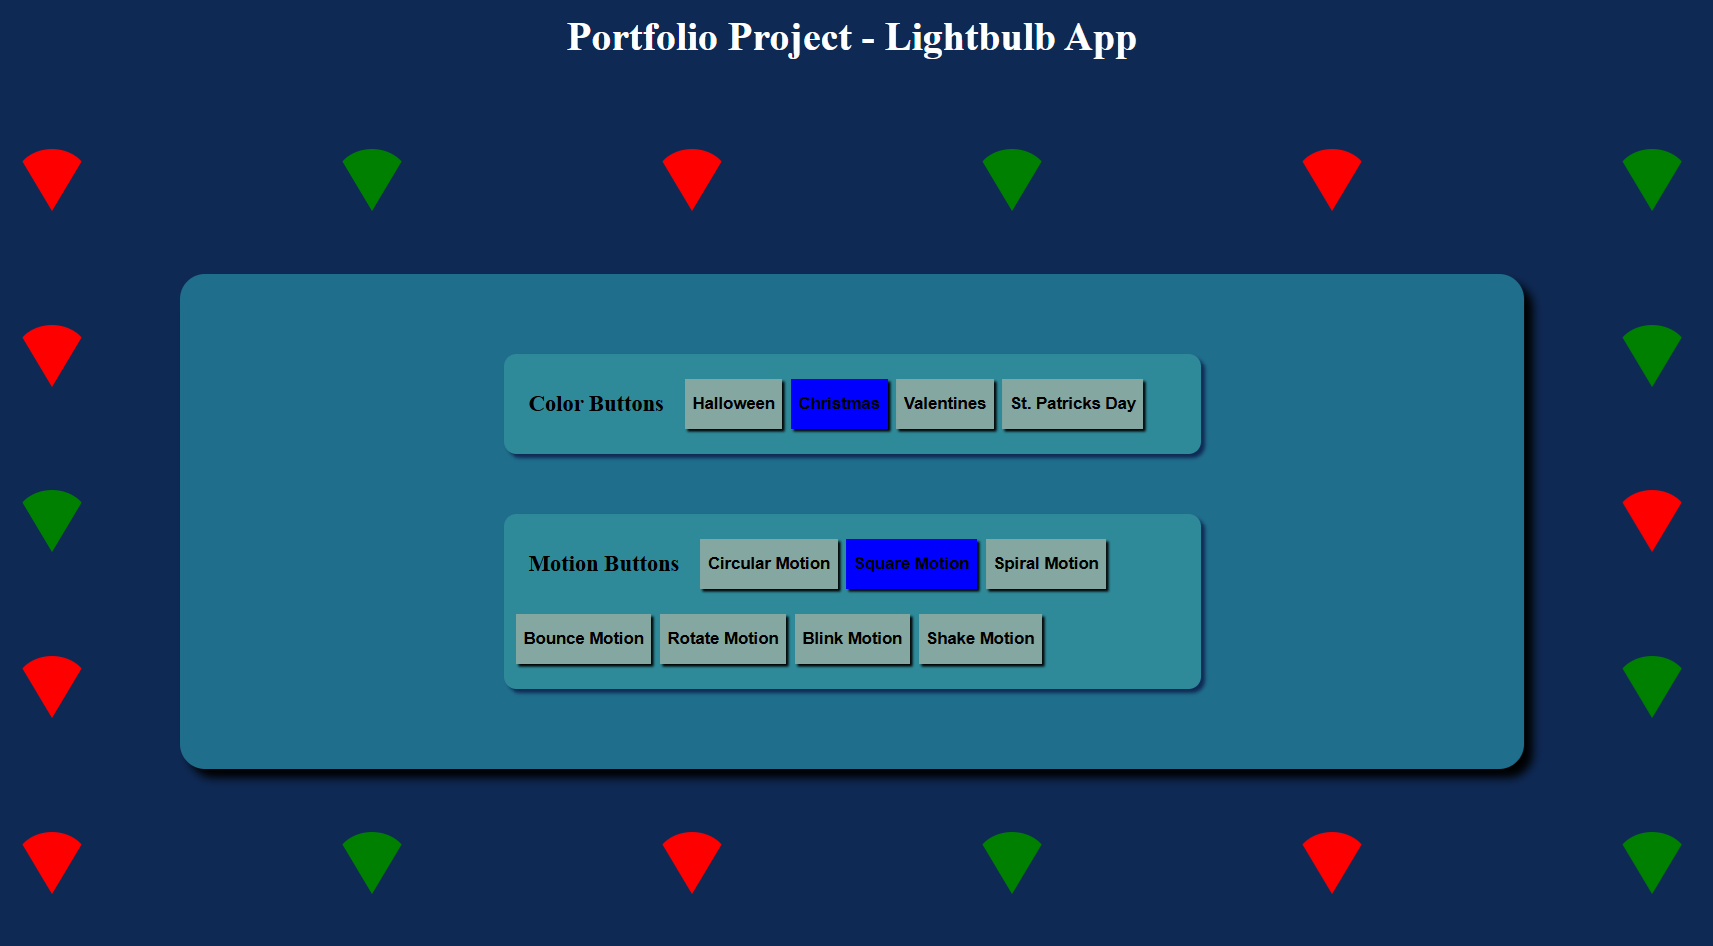 Portfolio Project - Lightbulb App
Color Buttons Halloween Christmas Valentines St. Patricks Day
Motion Buttons Circular Motion Square Motion Spiral Motion
Bounce Motion Rotate Motion Blink Motion Shake Motion